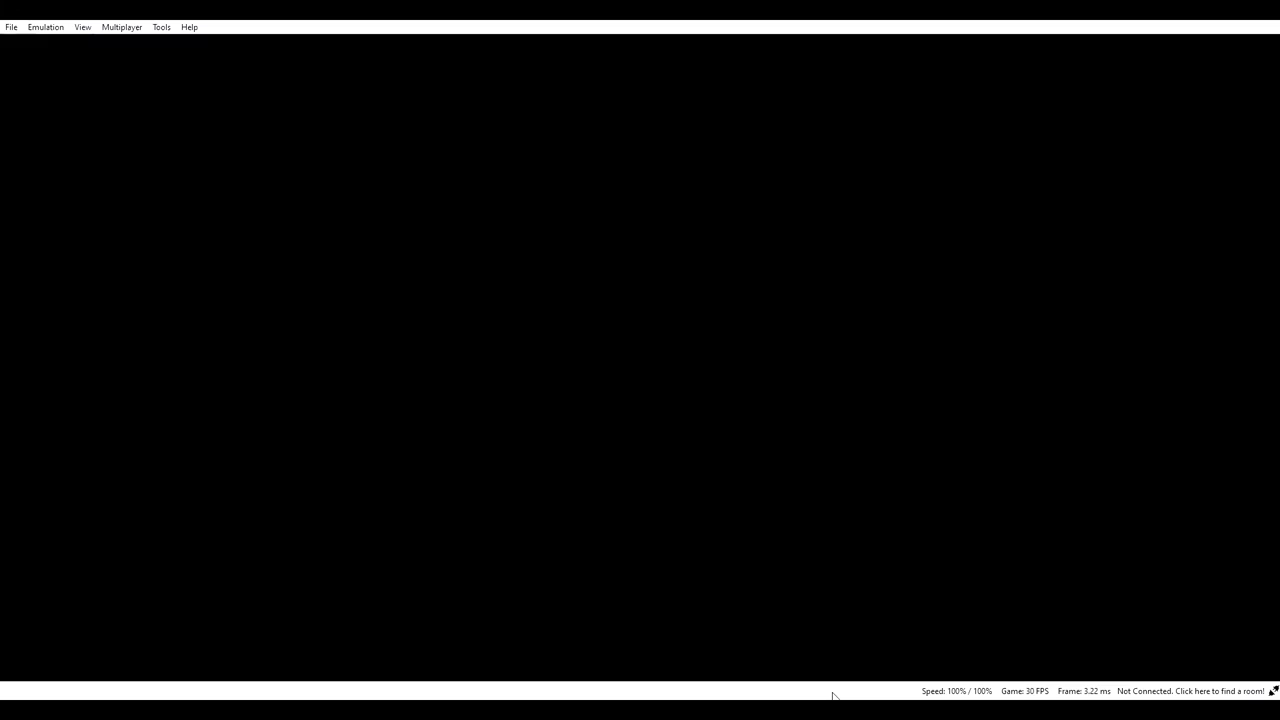 File Emulation View Multiplayer Tools Help
Speed: 100% / 100% Game: 30 FPS Frame: 3.22 ms Not Connected. Click here to find a room!